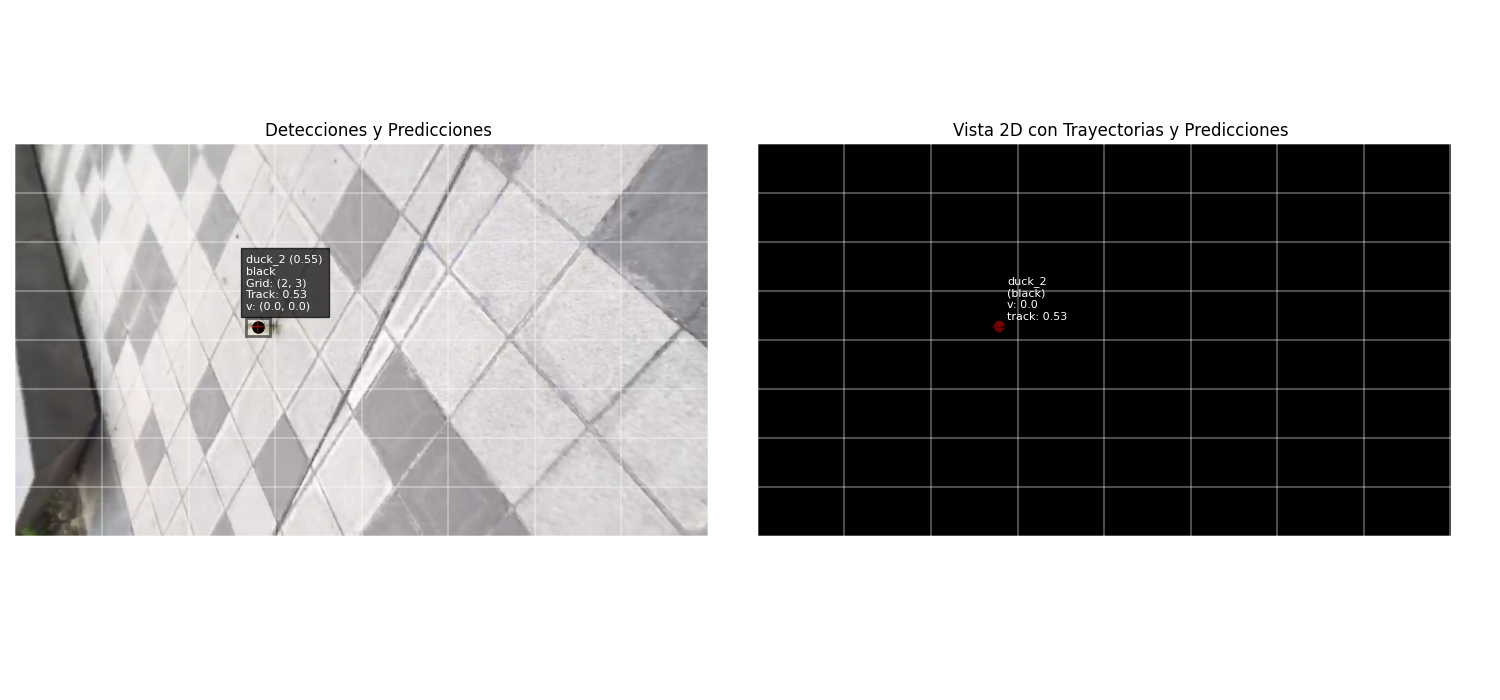 Detecciones y Predicciones
duck_2 (0.55)
black
Grid: (2, 3)
Track: 0.53
v: (0.0, 0.0)
Vista 2D con Trayectorias y Predicciones
duck_2
(black)
v: 0.0
track: 0.53